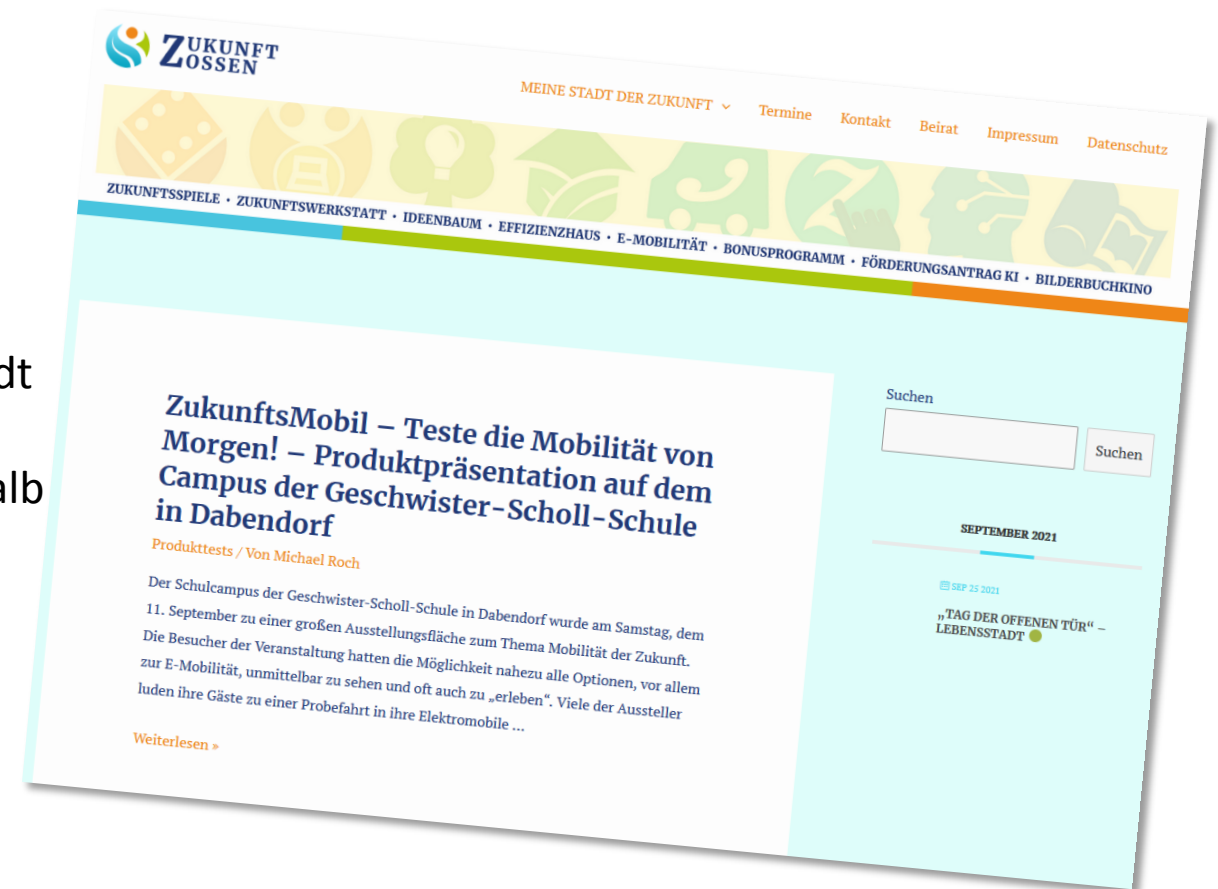 ZUKUNFT
ZOSSEN
MEINE STADT DER ZUKUNFT
Termine
Kontakt
Beirat
Impressum
Datenschutz
ZUKUNFTSSPIELE • ZUKUNFTSWERKSTATT • IDEENBAUM • EFFIZIENZHAUS • E-MOBILITÄT • BONUSPROGRAMM • FÖRDERUNGSANTRAG KI • BILDERBUCHKINO
dt
alb
ZukunftsMobil – Teste die Mobilität von
Morgen! – Produktpräsentation auf dem
Campus der Geschwister-Scholl-Schule
in Dabendorf
Produkttests / Von Michael Roch
Der Schulcampus der Geschwister-Scholl-Schule in Dabendorf wurde am Samstag, dem
11. September zu einer großen Ausstellungsfläche zum Thema Mobilität der Zukunft.
Die Besucher der Veranstaltung hatten die Möglichkeit nahezu alle Optionen, vor allem
zur E-Mobilität, unmittelbar zu sehen und oft auch zu „erleben“. Viele der Aussteller
luden ihre Gäste zu einer Probefahrt in ihre Elektromobile ...
Weiterlesen »
Suchen
Suchen
SEPTEMBER 2021
SEP 25 2021
„TAG DER OFFENEN TÜR“ –
LEBENSSTADT